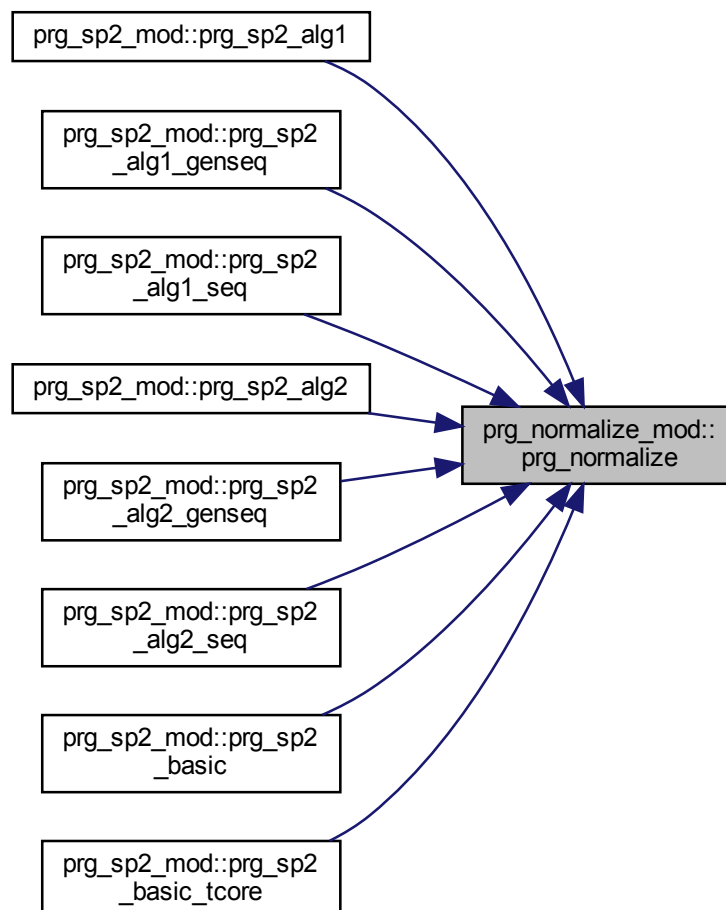 prg_sp2_mod::prg_sp2_alg1
prg_sp2_mod::prg_sp2
_alg1_genseq
prg_sp2_mod::prg_sp2
_alg1_seq
prg_sp2_mod::prg_sp2_alg2
prg_normalize_mod::
prg_normalize
prg_sp2_mod::prg_sp2
_alg2_genseq
prg_sp2_mod::prg_sp2
_alg2_seq
prg_sp2_mod::prg_sp2
_basic
prg_sp2_mod::prg_sp2
_basic_tcore